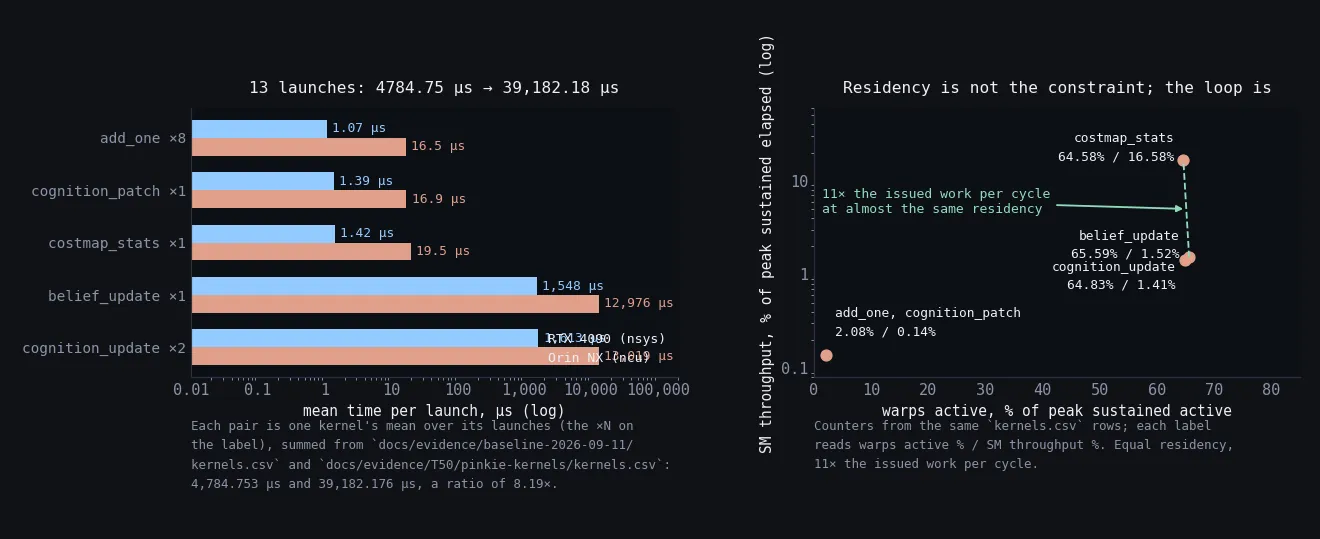 13 launches: 4784.75 µs → 39,182.18 µs
add_one ×8
1.07 µs
16.5 µs
cognition_patch ×1
1.39 µs
16.9 µs
costmap_stats ×1
1.42 µs
19.5 µs
belief_update ×1
1,548 µs
12,976 µs
cognition_update ×2
1,613 µs
13,019 µs
RTX 4090 (nsys)
Orin NX (ncu)
0.01 0.1 1 10 100 1,000 10,000 100,000
mean time per launch, µs (log)
Each pair is one kernel's mean over its launches (the ×N on
the label), summed from `docs/evidence/baseline-2026-09-11/
kernels.csv` and `docs/evidence/T50/pinkie-kernels/kernels.csv`:
4,784.753 µs and 39,182.176 µs, a ratio of 8.19×.
Residency is not the constraint; the loop is
SM throughput, % of peak sustained elapsed (log)
10
1
0.1
costmap_stats
64.58% / 16.58%
11× the issued work per cycle
at almost the same residency
belief_update
65.59% / 1.52%
cognition_update
64.83% / 1.41%
add_one, cognition_patch
2.08% / 0.14%
0 10 20 30 40 50 60 70 80
warps active, % of peak sustained active
Counters from the same `kernels.csv` rows; each label
reads warps active % / SM throughput %. Equal residency,
11× the issued work per cycle.